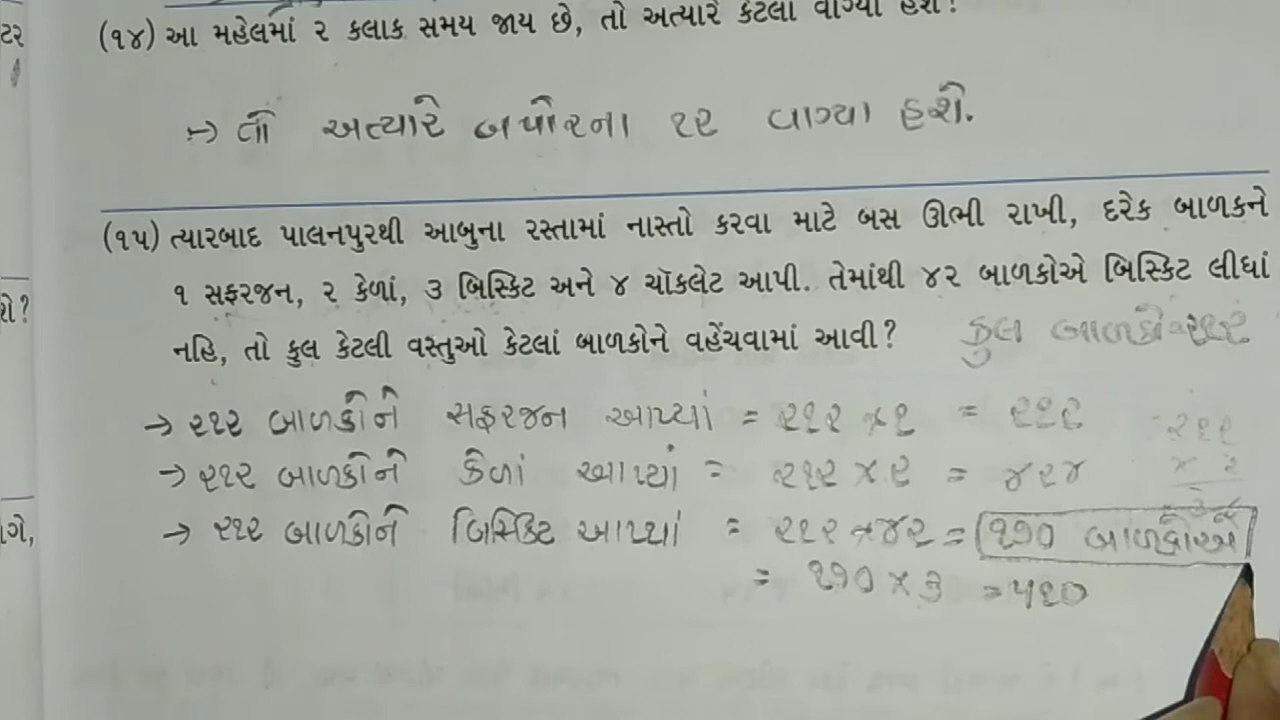 ટર
(૧૪) આ મહેલમાં ર કલાક સમય જાય છે, તો અત્યારે કેટલા વાગ્યા હશે?
→ તો અત્યારે બપોરના ૧૨ વાગ્યા હશે.
(૧૫) ત્યારબાદ પાલનપુરથી આબુના રસ્તામાં નાસ્તો કરવા માટે બસ ઊભી રાખી, દરેક બાળકને
૧ સફરજન, ૨ કેળાં, ૩ બિસ્કિટ અને ૪ ચૉકલેટ આપી. તેમાંથી ૪૨ બાળકોએ બિસ્કિટ લીધાં
શે?
નહિ, તો કુલ કેટલી વસ્તુઓ કેટલાં બાળકોને વહેંચવામાં આવી?
કુલ બાળકો = ૨૧૨
→ ૨૧૨ બાળકોને સફરજન આપ્યાં = ૨૧૨ × ૧ = ૨૧૨
→ ૨૧૨ બાળકોને કેળાં આપ્યાં = ૨૧૨ × ૨ = ૪૨૪
૨૧૨
× ૨
→ ૨૧૨ બાળકોને બિસ્કિટ આપ્યાં = ૨૧૨ - ૪૨ = ૧૭૦ બાળકોએ
ગે,
= ૧૭૦ × ૩ = ૫૧૦